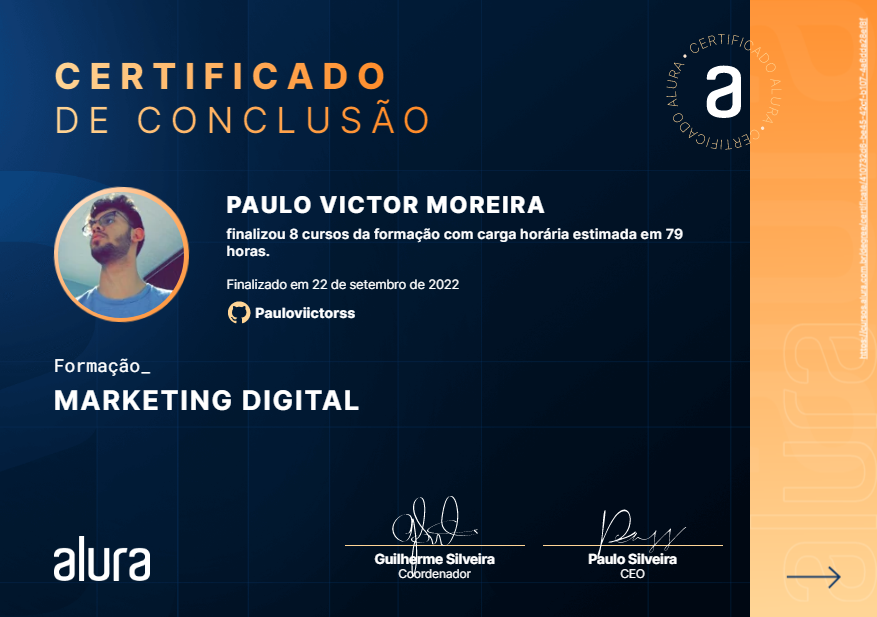 CERTIFICADO
DE CONCLUSÃO
CERTIFICADO ALURA • CERTIFICADO ALURA •
a
PAULO VICTOR MOREIRA
finalizou 8 cursos da formação com carga horária estimada em 79
horas.
Finalizado em 22 de setembro de 2022
Pauloviictorss
Formação_
MARKETING DIGITAL
alura
Guilherme Silveira
Coordenador
Paulo Silveira
CEO
alura